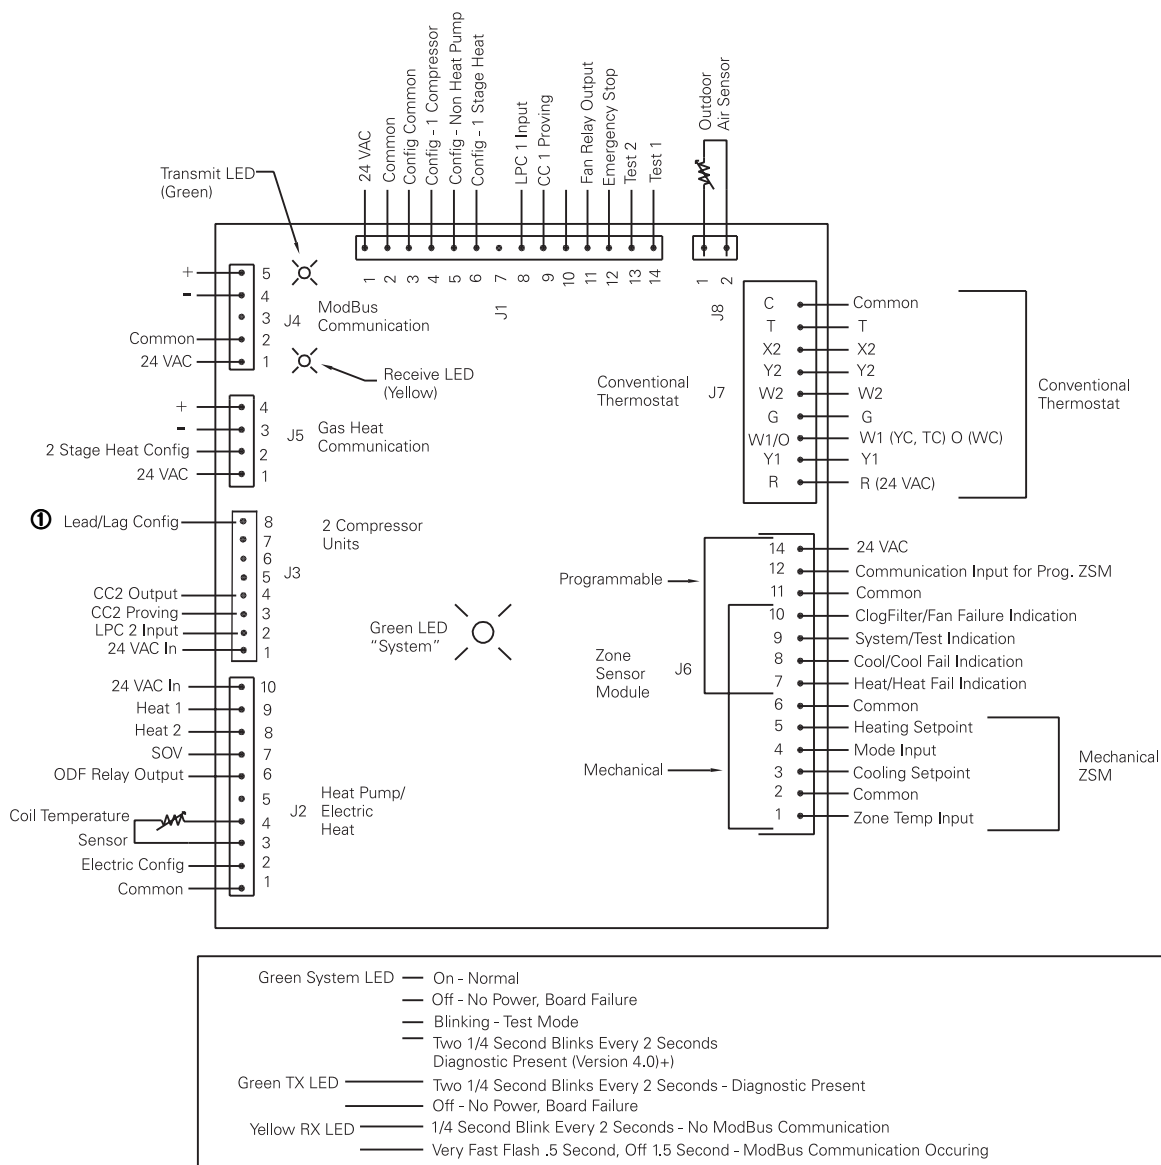 24 VAC
Common
Config Common
Config - 1 Compressor
Config - Non Heat Pump
Config - 1 Stage Heat
LPC 1 Input
CC 1 Proving
Fan Relay Output
Emergency Stop
Test 2
Test 1
Outdoor
Air Sensor
Transmit LED
(Green)
1
2
3
4
5
6
7
8
9
10
11
12
13
14
J1
1
2
J8
+
-
Common
24 VAC
5
4
3
2
1
J4
ModBus
Communication
Receive LED
(Yellow)
+
-
2 Stage Heat Config
24 VAC
4
3
2
1
J5
Gas Heat
Communication
① Lead/Lag Config
CC2 Output
CC2 Proving
LPC 2 Input
24 VAC In
8
7
6
5
4
3
2
1
J3
2 Compressor
Units
Green LED
“System”
24 VAC In
Heat 1
Heat 2
SOV
ODF Relay Output
Coil Temperature
Sensor
Electric Config
Common
10
9
8
7
6
5
4
3
2
1
J2
Heat Pump/
Electric
Heat
Conventional
Thermostat
J7
C
T
X2
Y2
W2
G
W1/O
Y1
R
Common
T
X2
Y2
W2
G
W1 (YC, TC) O (WC)
Y1
R (24 VAC)
Conventional
Thermostat
Programmable
Zone
Sensor
Module
J6
Mechanical
14
12
11
10
9
8
7
6
5
4
3
2
1
24 VAC
Communication Input for Prog. ZSM
Common
ClogFilter/Fan Failure Indication
System/Test Indication
Cool/Cool Fail Indication
Heat/Heat Fail Indication
Common
Heating Setpoint
Mode Input
Cooling Setpoint
Common
Zone Temp Input
Mechanical
ZSM
Green System LED — On - Normal
Off - No Power, Board Failure
Blinking - Test Mode
Two 1/4 Second Blinks Every 2 Seconds
Diagnostic Present (Version 4.0)+)
Green TX LED — Two 1/4 Second Blinks Every 2 Seconds - Diagnostic Present
Off - No Power, Board Failure
Yellow RX LED — 1/4 Second Blink Every 2 Seconds - No ModBus Communication
Very Fast Flash .5 Second, Off 1.5 Second - ModBus Communication Occuring